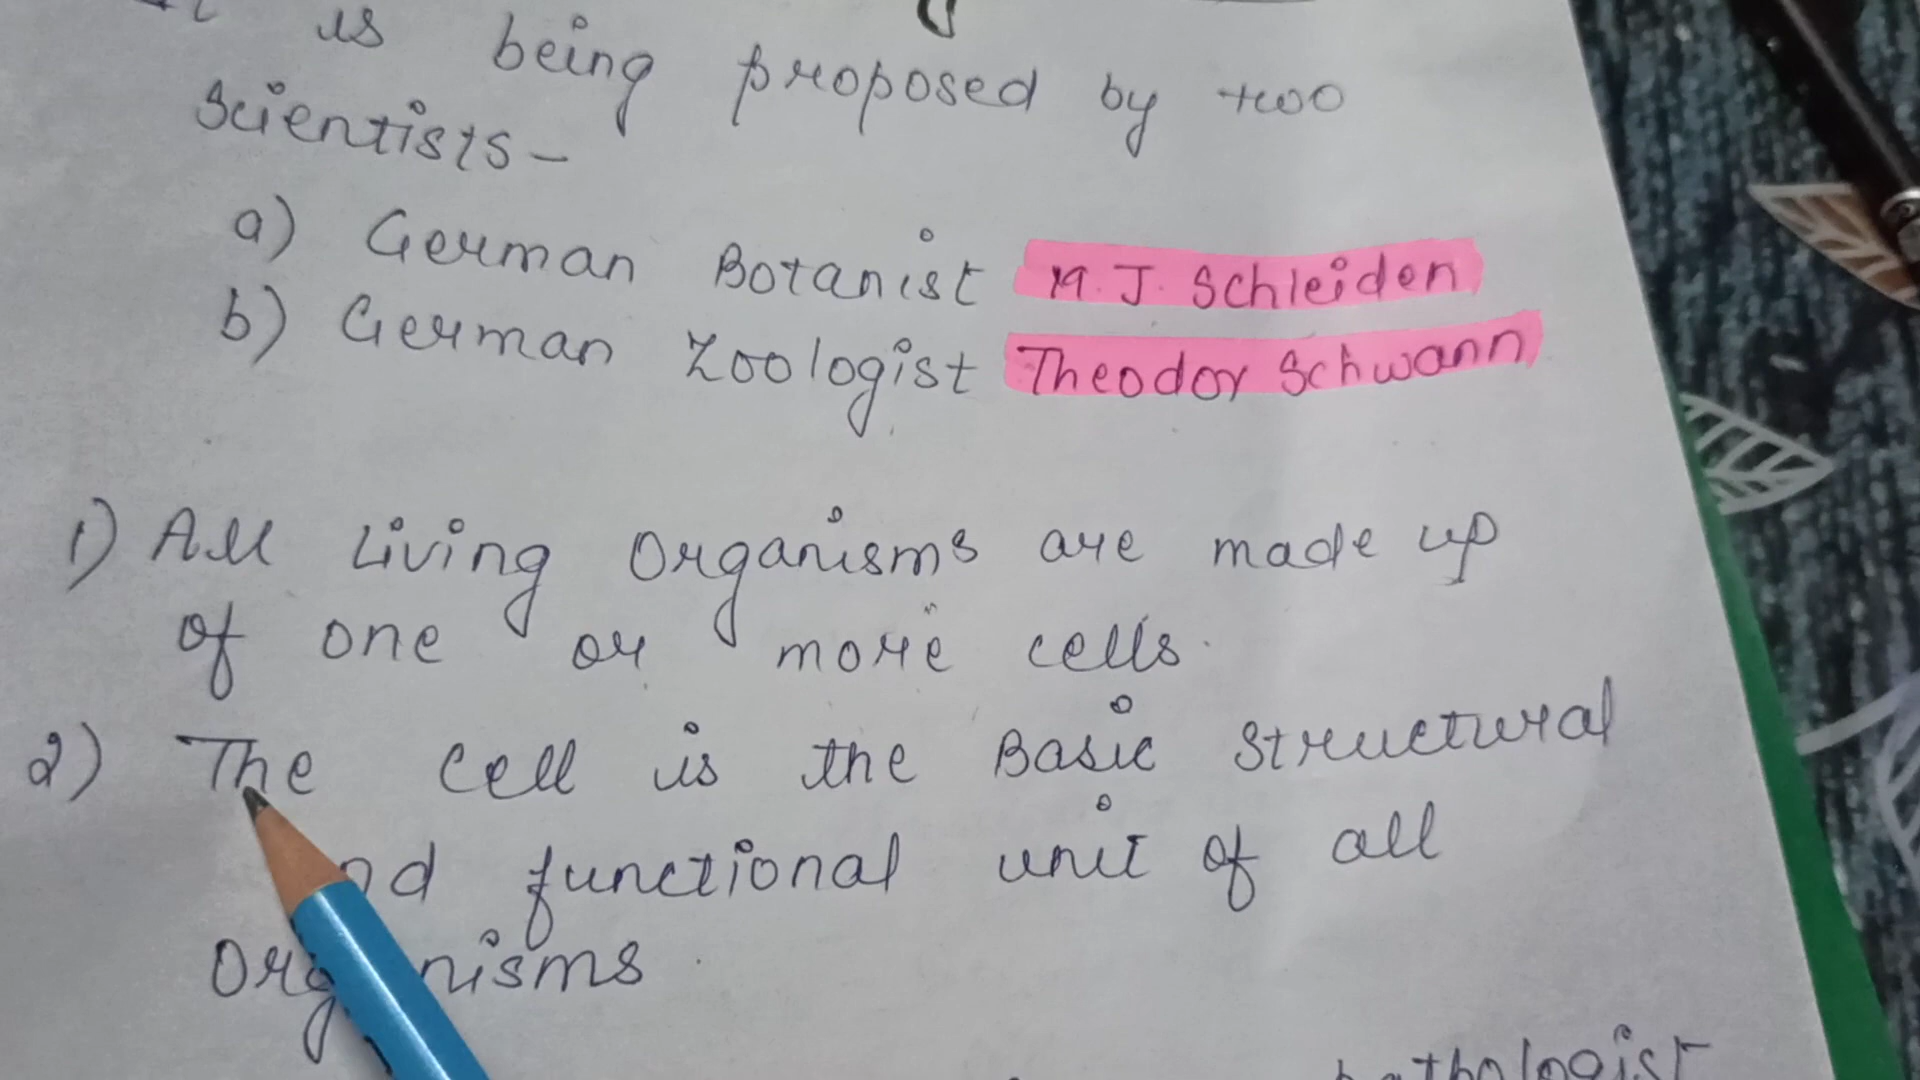 is being proposed by two
Scientists-
a) German Botanist M. J. Schleiden
b) German Zoologist Theodor Schwann
1) All Living Organisms are made up
of one or more cells.
2) The Cell is the Basic Structural
functional unit of all
pathologist